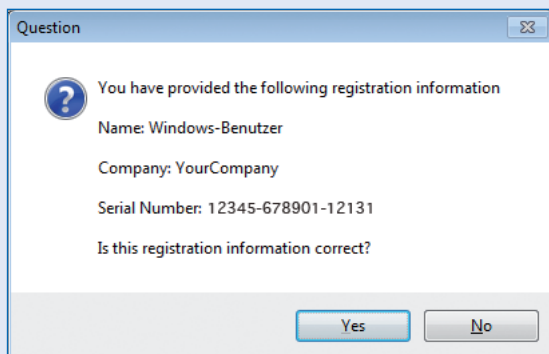 Question
You have provided the following registration information
Name: Windows-Benutzer
Company: YourCompany
Serial Number: 12345-678901-12131
Is this registration information correct?
Yes No